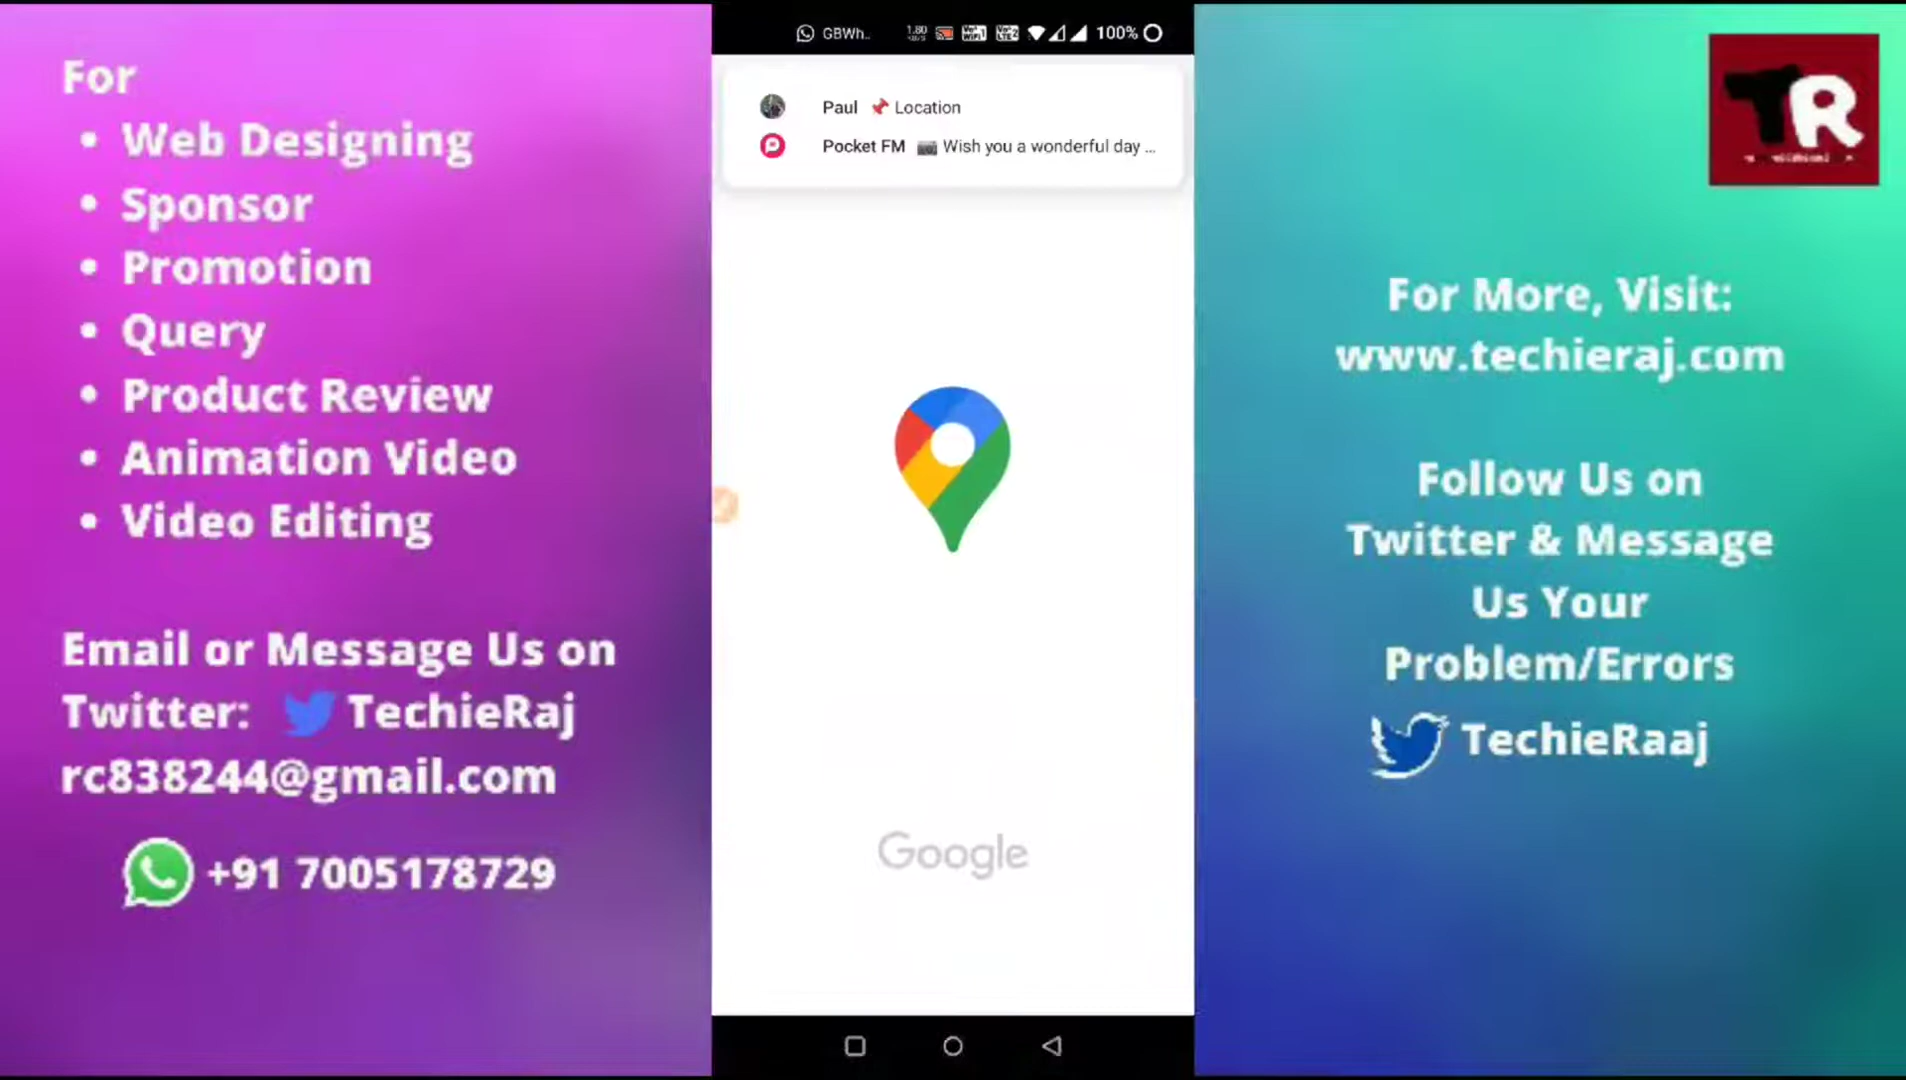 For
• Web Designing
• Sponsor
• Promotion
• Query
• Product Review
• Animation Video
• Video Editing
Email or Message Us on
Twitter: TechieRaj
rc838244@gmail.com
+91 7005178729
GBWh.. 1.80 100%
Paul 📌 Location
Pocket FM 📷 Wish you a wonderful day ...
Google
TR
For More, Visit:
www.techieraj.com
Follow Us on
Twitter & Message
Us Your
Problem/Errors
TechieRaaj